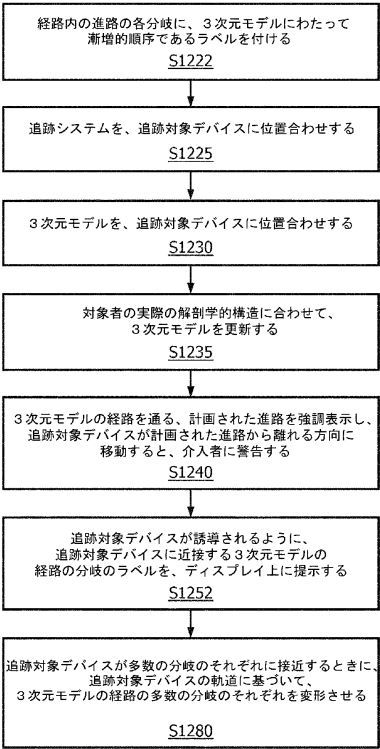 経路内の進路の各分岐に、３次元モデルにわたって
漸増的順序であるラベルを付ける
S1222
追跡システムを、追跡対象デバイスに位置合わせする
S1225
３次元モデルを、追跡対象デバイスに位置合わせする
S1230
対象者の実際の解剖学的構造に合わせて、
３次元モデルを更新する
S1235
３次元モデルの経路を通る、計画された進路を強調表示し、
追跡対象デバイスが計画された進路から離れる方向に
移動すると、介入者に警告する
S1240
追跡対象デバイスが誘導されるように、
追跡対象デバイスに近接する３次元モデルの
経路の分岐のラベルを、ディスプレイ上に提示する
S1252
追跡対象デバイスが多数の分岐のそれぞれに接近するときに、
追跡対象デバイスの軌道に基づいて、
３次元モデルの経路の多数の分岐のそれぞれを変形させる
S1280